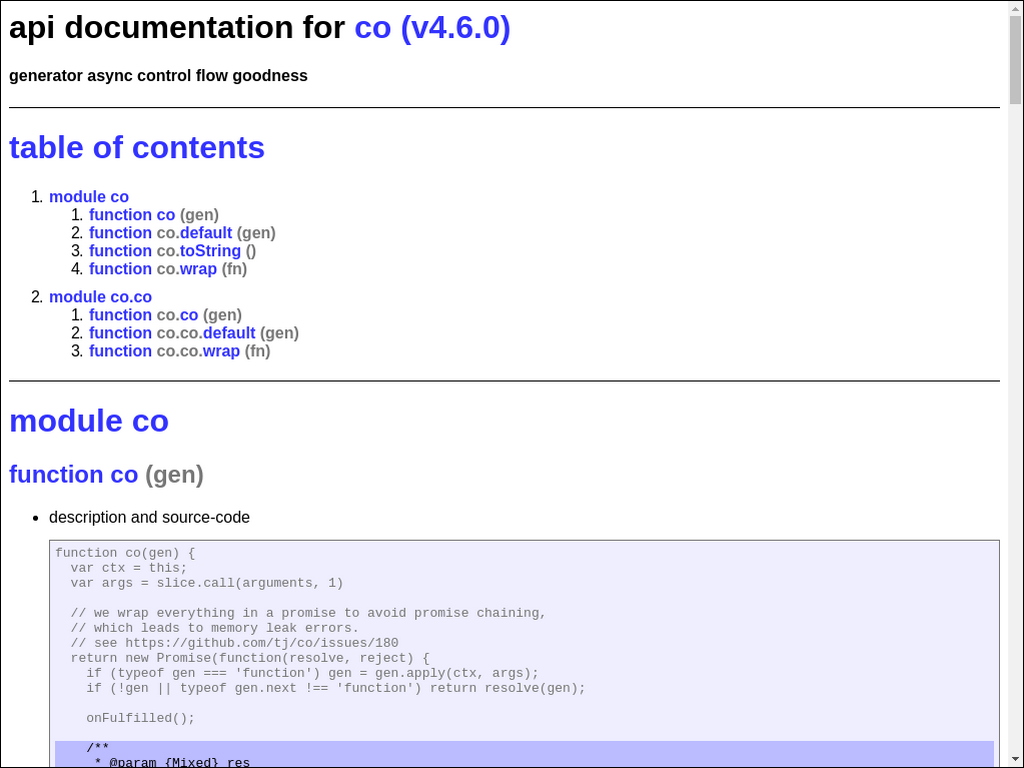 api documentation for co (v4.6.0)
generator async control flow goodness
table of contents
1. module co
1. function co (gen)
2. function co.default (gen)
3. function co.toString ()
4. function co.wrap (fn)
2. module co.co
1. function co.co (gen)
2. function co.co.default (gen)
3. function co.co.wrap (fn)
module co
function co (gen)
• description and source-code
function co(gen) {
  var ctx = this;
  var args = slice.call(arguments, 1)
  // we wrap everything in a promise to avoid promise chaining,
  // which leads to memory leak errors.
  // see https://github.com/tj/co/issues/180
  return new Promise(function(resolve, reject) {
    if (typeof gen === 'function') gen = gen.apply(ctx, args);
    if (!gen || typeof gen.next !== 'function') return resolve(gen);
    onFulfilled();
    /**
     * @param {Mixed} res